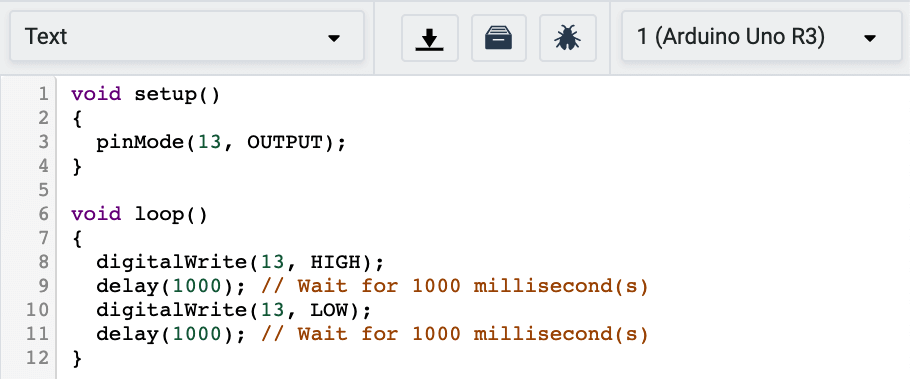 Text
1 (Arduino Uno R3)
1 void setup()
2 {
3   pinMode(13, OUTPUT);
4 }
5
6 void loop()
7 {
8   digitalWrite(13, HIGH);
9   delay(1000); // Wait for 1000 millisecond(s)
10   digitalWrite(13, LOW);
11   delay(1000); // Wait for 1000 millisecond(s)
12 }